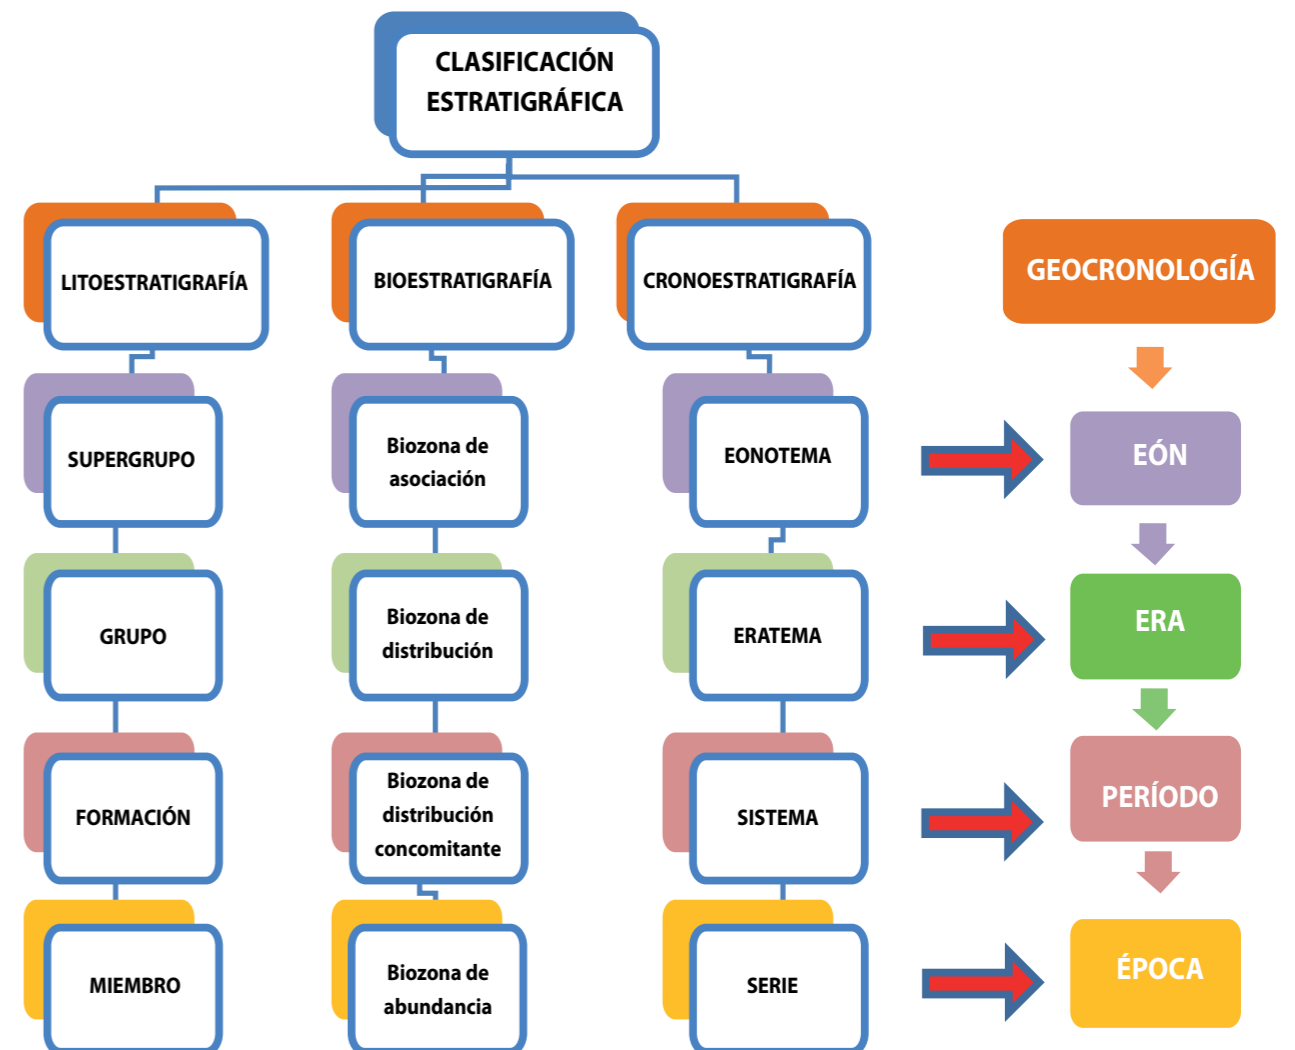 CLASIFICACIÓN
ESTRATIGRÁFICA
LITOESTRATIGRAFÍA
BIOESTRATIGRAFÍA
CRONOESTRATIGRAFÍA
GEOCRONOLOGÍA
SUPERGRUPO
Biozona de
asociación
EONOTEMA
EÓN
GRUPO
Biozona de
distribución
ERATEMA
ERA
FORMACIÓN
Biozona de
distribución
concomitante
SISTEMA
PERÍODO
MIEMBRO
Biozona de
abundancia
SERIE
ÉPOCA